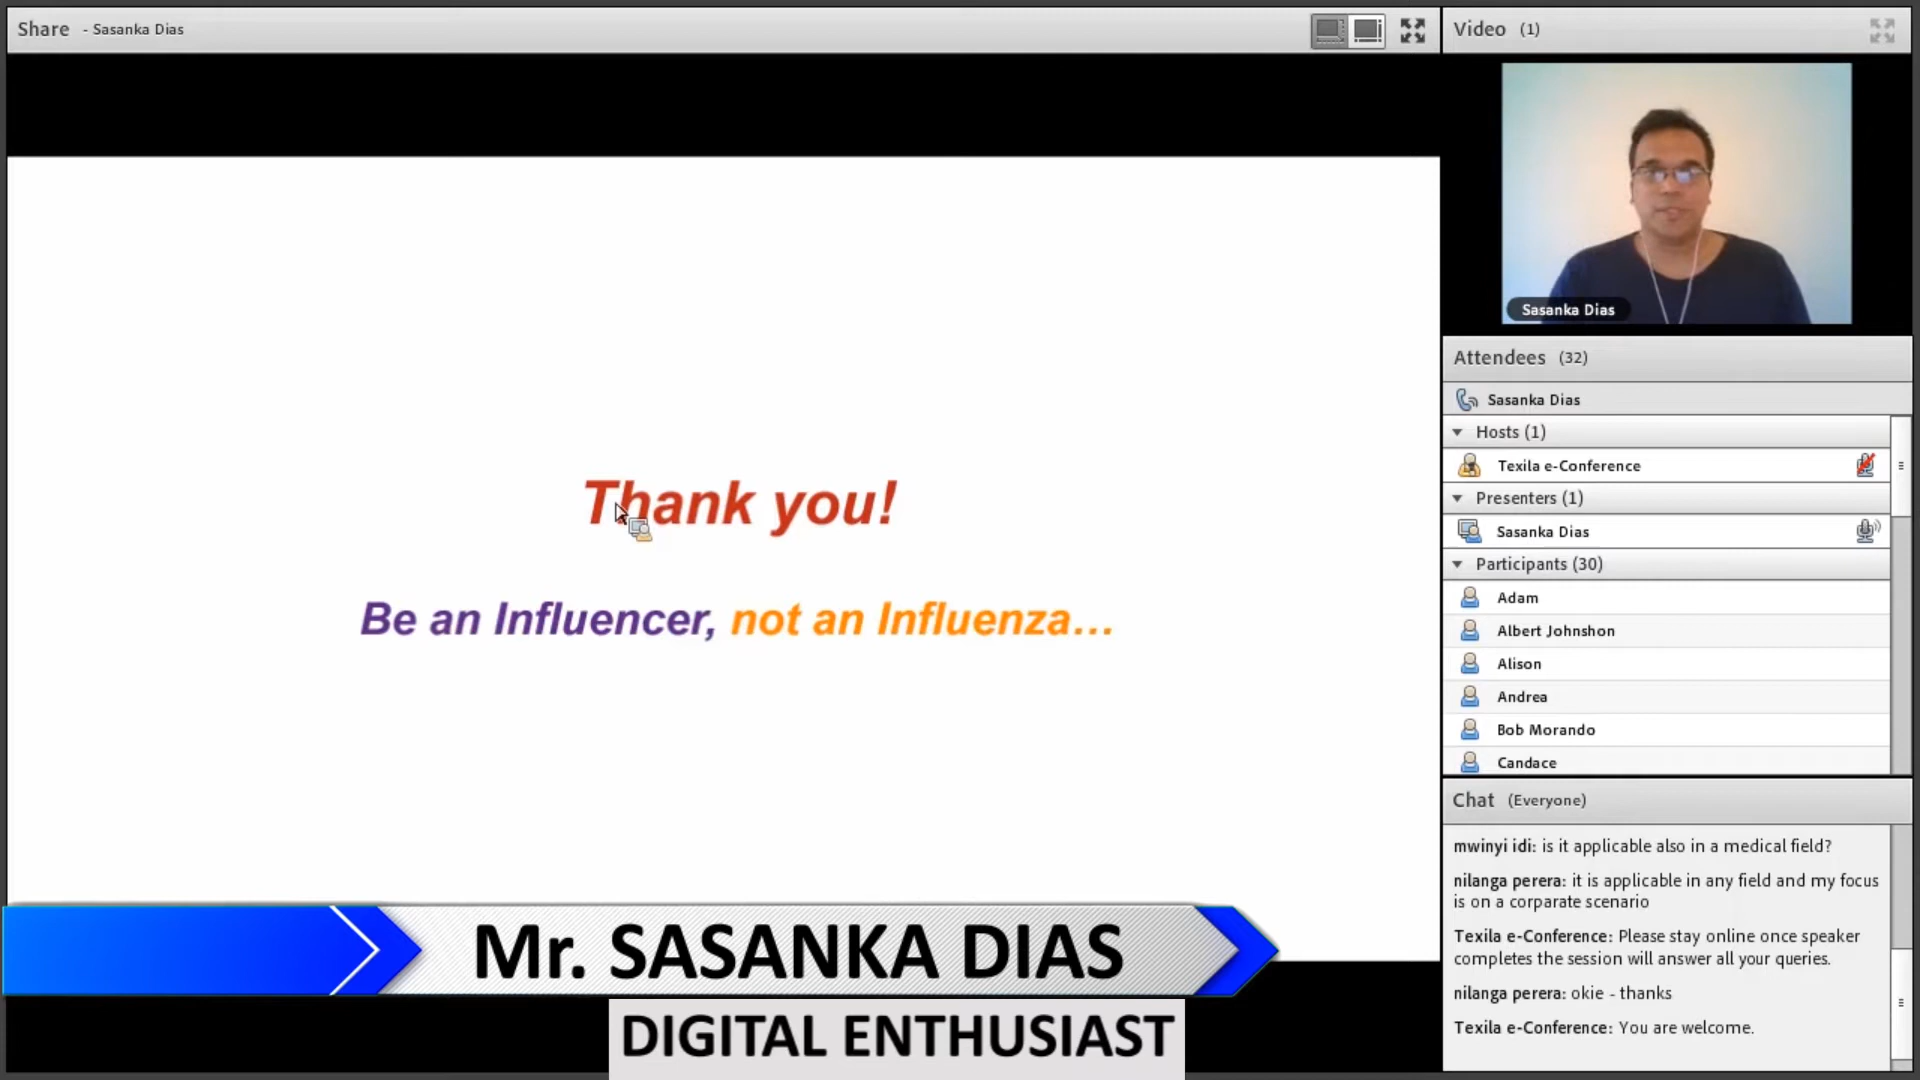 Share - Sasanka Dias
Thank you!
Be an Influencer, not an Influenza...
Mr. SASANKA DIAS
DIGITAL ENTHUSIAST
Video (1)
Sasanka Dias
Attendees (32)
Sasanka Dias
Hosts (1)
Texila e-Conference
Presenters (1)
Sasanka Dias
Participants (30)
Adam
Albert Johnshon
Alison
Andrea
Bob Morando
Candace
Chat (Everyone)
mwinyi idi: is it applicable also in a medical field?
nilanga perera: it is applicable in any field and my focus
is on a corparate scenario
Texila e-Conference: Please stay online once speaker
completes the session will answer all your queries.
nilanga perera: okie - thanks
Texila e-Conference: You are welcome.